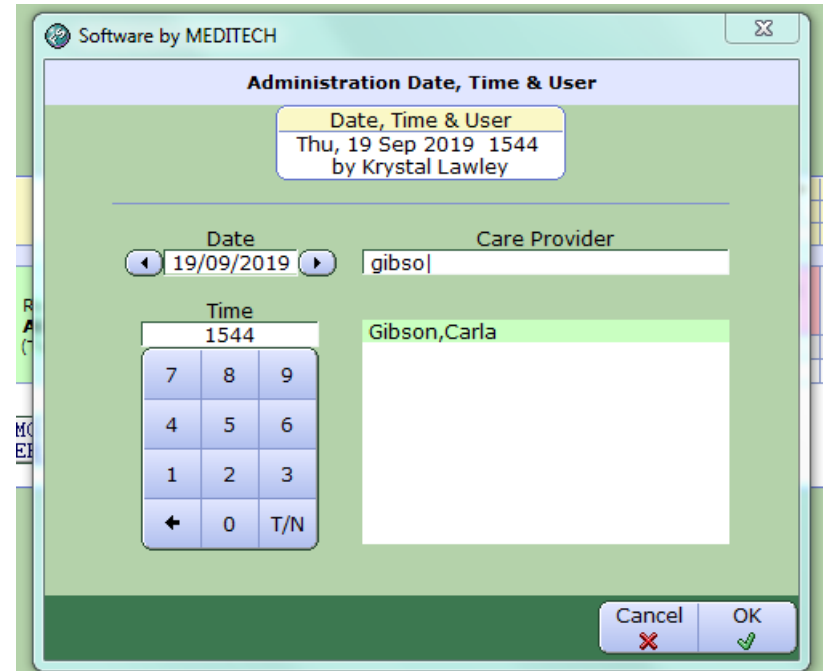 Software by MEDITECH
Administration Date, Time & User
Date, Time & User
Thu, 19 Sep 2019 1544
by Krystal Lawley
Date
Care Provider
19/09/2019
gibso
Time
1544
Gibson,Carla
7 8 9
4 5 6
1 2 3
0 T/N
Cancel OK